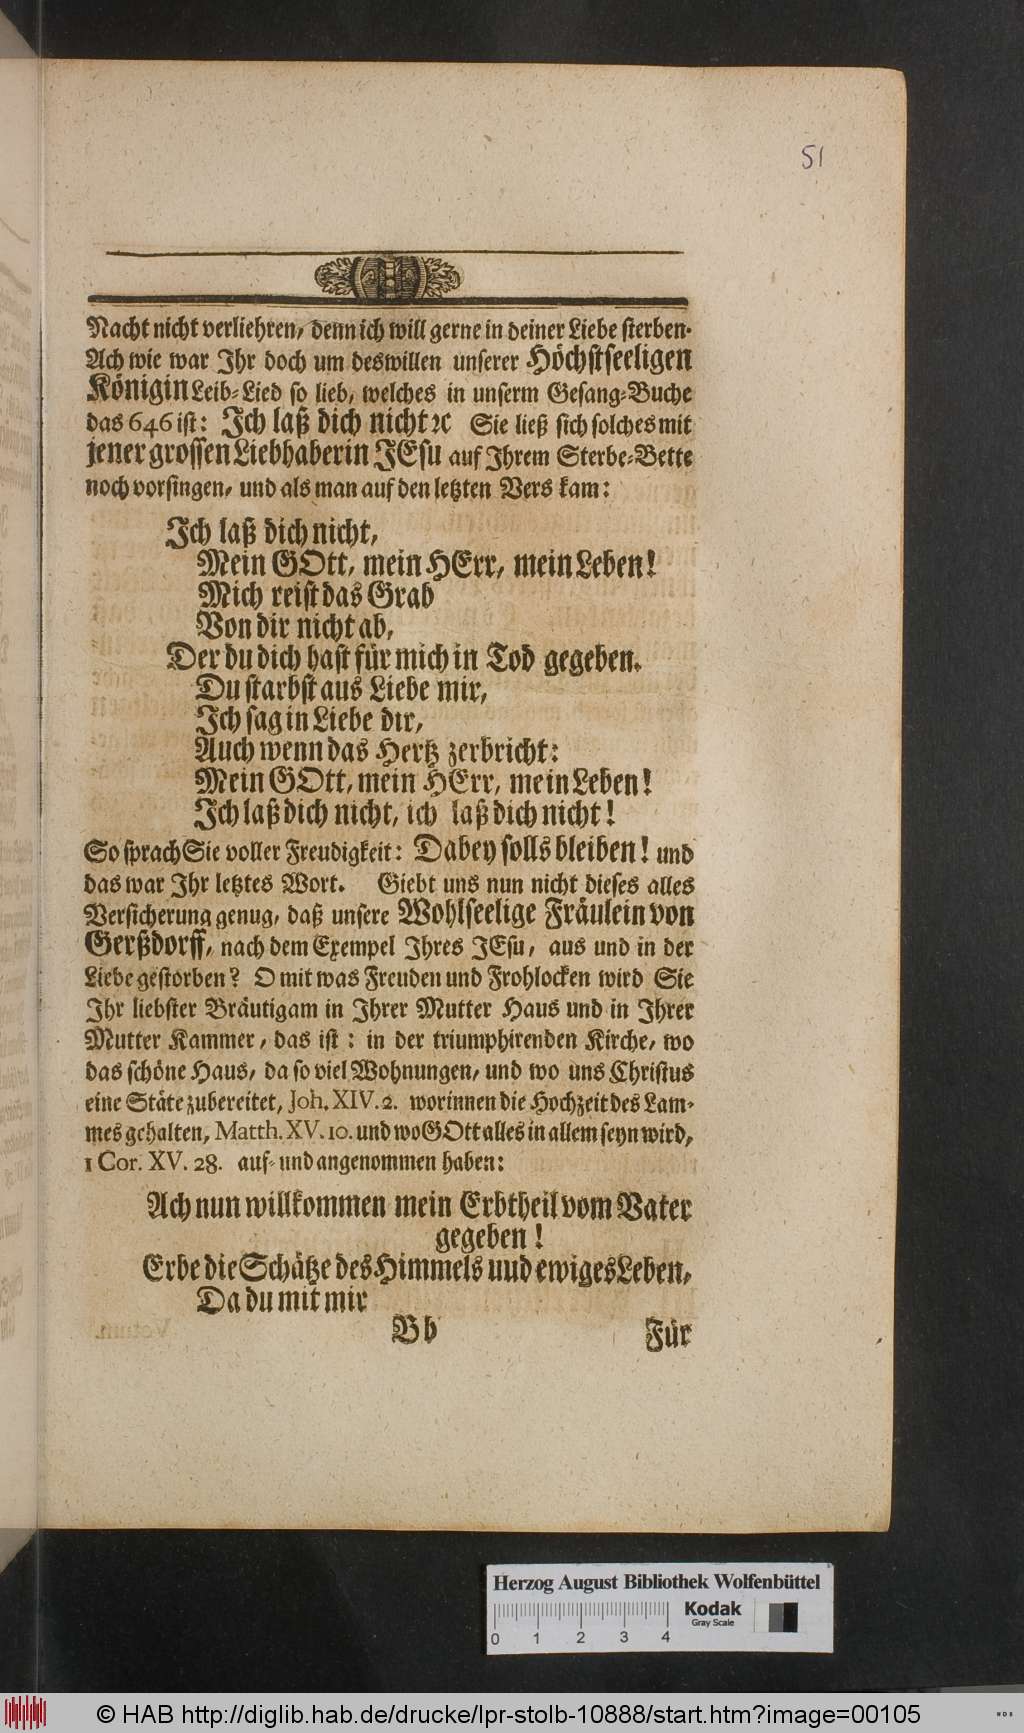 51
Nacht nicht verliehren, denn ich will gerne in deiner Liebe sterben.
Ach wie war Ihr doch um deswillen unserer Höchstseeligen
Königin Leib-Lied so lieb, welches in unserm Gesang-Buche
das 646 ist: Ich laß dich nicht ꝛc Sie ließ sich solches mit
jener grossen Liebhaberin JEsu auf Ihrem Sterbe-Bette
noch vorsingen, und als man auf den letzten Vers kam:
Ich laß dich nicht,
Mein GOtt, mein HErr, mein Leben!
Mich reist das Grab
Von dir nicht ab,
Der du dich hast für mich in Tod gegeben.
Du starbst aus Liebe mir,
Ich sag in Liebe dir,
Auch wenn das Hertz zerbricht:
Mein GOtt, mein HErr, mein Leben!
Ich laß dich nicht, ich laß dich nicht!
So sprach Sie voller Freudigkeit: Dabey solls bleiben! und
das war Ihr letztes Wort. Giebt uns nun nicht dieses alles
Versicherung genug, daß unsere Wohlseelige Fräulein von
Gerßdorff, nach dem Exempel Ihres JEsu, aus und in der
Liebe gestorben? O mit was Freuden und Frohlocken wird Sie
Ihr liebster Bräutigam in Ihrer Mutter Haus und in Ihrer
Mutter Kammer, das ist: in der triumphirenden Kirche, wo
das schöne Haus, da so viel Wohnungen, und wo uns Christus
eine Stäte zubereitet, Joh. XIV. 2. worinnen die Hochzeit des Lam-
mes gehalten, Matth. XV. 10. und wo GOtt alles in allem seyn wird,
1 Cor. XV. 28. auf- und angenommen haben:
Ach nun willkommen mein Erbtheil vom Vater
gegeben!
Erbe die Schätze des Himmels uud ewiges Leben,
Da du mit mir
Bb Für
Herzog August Bibliothek Wolfenbüttel
Kodak
Gray Scale
0 1 2 3 4
© HAB http://diglib.hab.de/drucke/lpr-stolb-10888/start.htm?image=00105